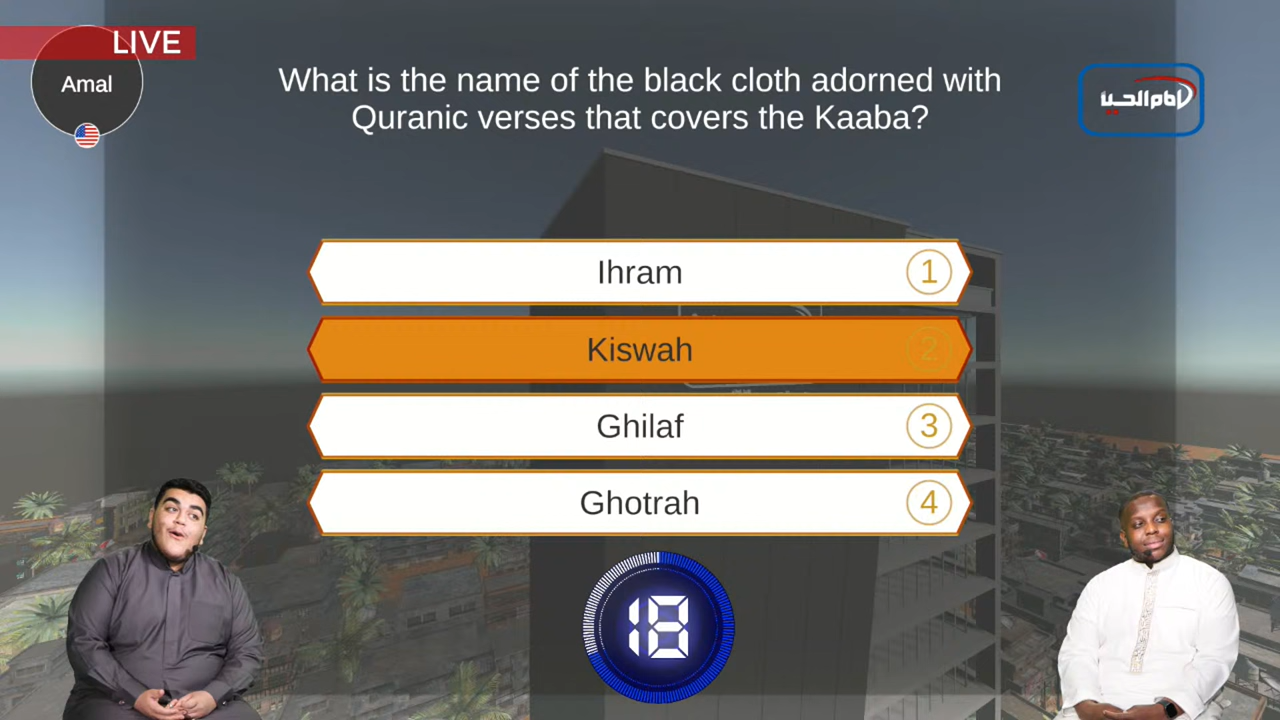 LIVE
Amal
What is the name of the black cloth adorned with
Quranic verses that covers the Kaaba?
Ihram 1
Kiswah 2
Ghilaf 3
Ghotrah 4
18